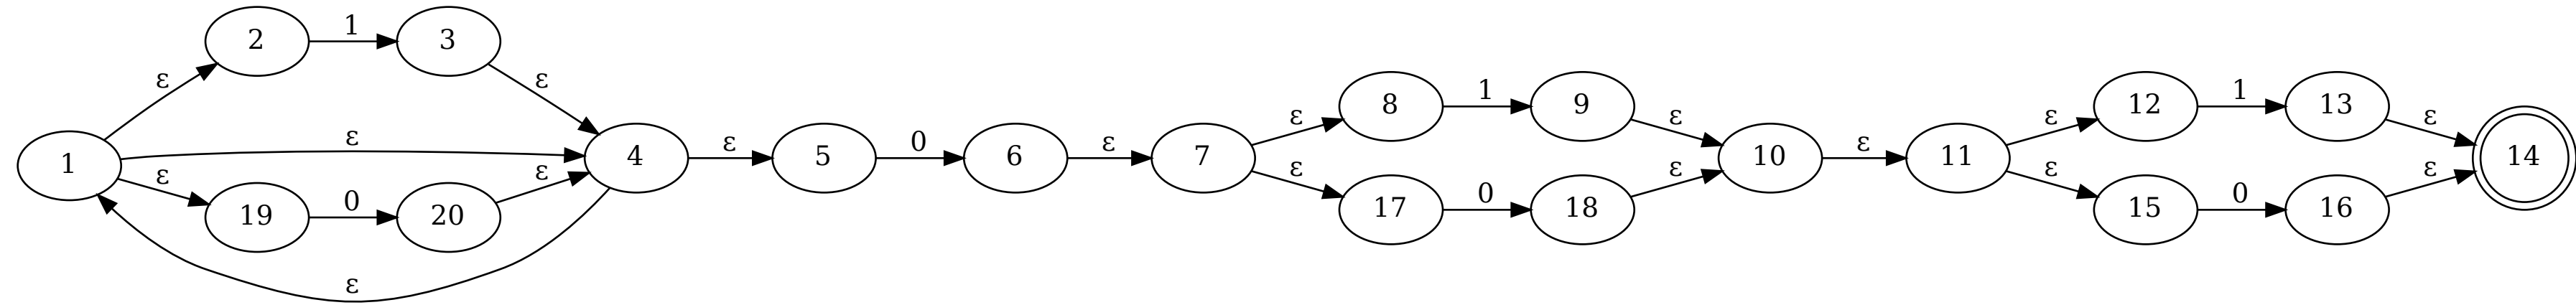 2 1 3
ε ε
8 1 9 12 1 13
ε ε ε ε
1 ε 4 ε 5 0 6 ε 7 10 ε 11 14
ε ε ε ε ε ε
19 0 20 17 0 18 15 0 16
ε